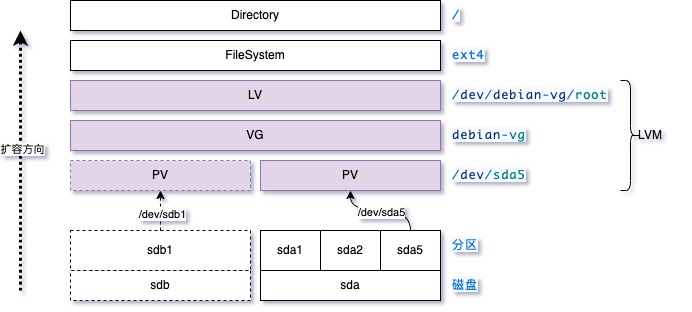 Directory /
FileSystem ext4
LV /dev/debian-vg/root
VG debian-vg
扩容方向 LVM
PV PV /dev/sda5
/dev/sdb1 /dev/sda5
sdb1 sda1 sda2 sda5 分区
sdb sda 磁盘